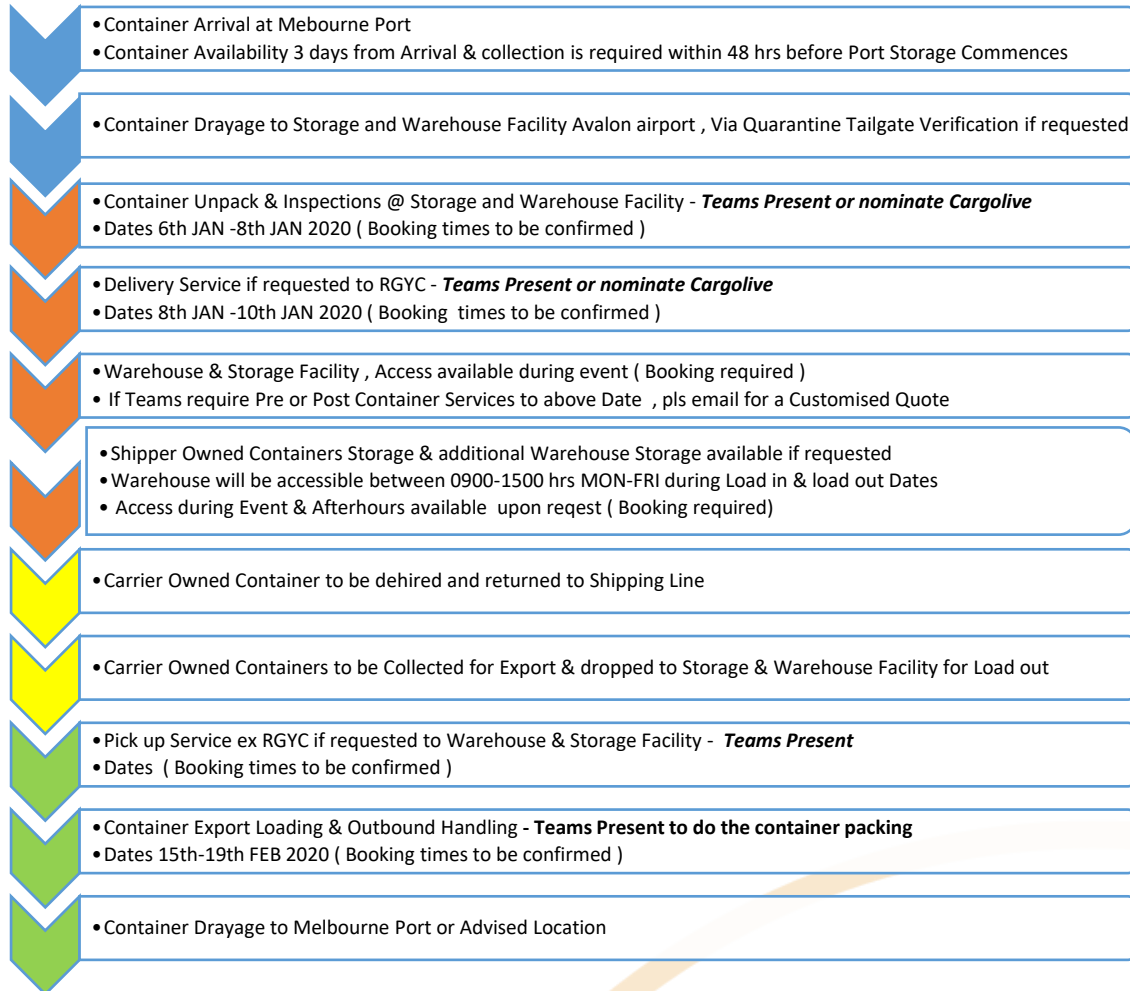 •Container Arrival at Mebourne Port
•Container Availability 3 days from Arrival & collection is required within 48 hrs before Port Storage Commences
•Container Drayage to Storage and Warehouse Facility Avalon airport , Via Quarantine Tailgate Verification if requested
•Container Unpack & Inspections @ Storage and Warehouse Facility - Teams Present or nominate Cargolive
•Dates 6th JAN -8th JAN 2020 ( Booking times to be confirmed )
•Delivery Service if requested to RGYC - Teams Present or nominate Cargolive
•Dates 8th JAN -10th JAN 2020 ( Booking times to be confirmed )
•Warehouse & Storage Facility , Access available during event ( Booking required )
• If Teams require Pre or Post Container Services to above Date , pls email for a Customised Quote
•Shipper Owned Containers Storage & additional Warehouse Storage available if requested
•Warehouse will be accessible between 0900-1500 hrs MON-FRI during Load in & load out Dates
• Access during Event & Afterhours available upon reqest ( Booking required)
•Carrier Owned Container to be dehired and returned to Shipping Line
•Carrier Owned Containers to be Collected for Export & dropped to Storage & Warehouse Facility for Load out
•Pick up Service ex RGYC if requested to Warehouse & Storage Facility - Teams Present
•Dates ( Booking times to be confirmed )
•Container Export Loading & Outbound Handling - Teams Present to do the container packing
•Dates 15th-19th FEB 2020 ( Booking times to be confirmed )
•Container Drayage to Melbourne Port or Advised Location